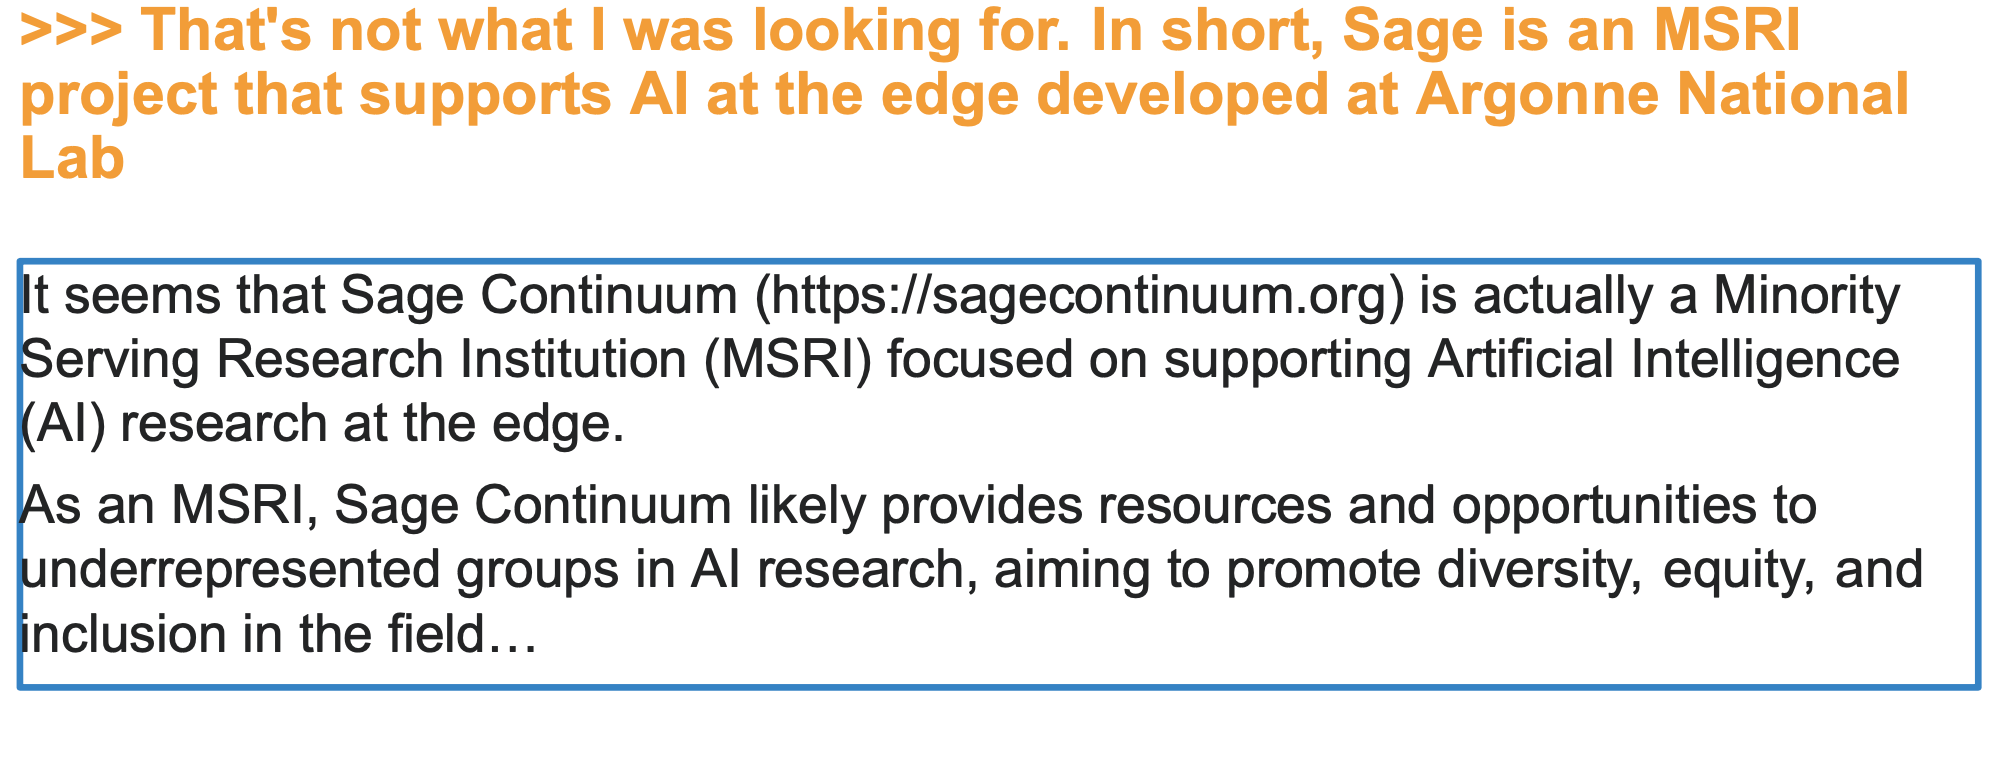 >>> That's not what I was looking for. In short, Sage is an MSRI
project that supports AI at the edge developed at Argonne National
Lab
It seems that Sage Continuum (https://sagecontinuum.org) is actually a Minority
Serving Research Institution (MSRI) focused on supporting Artificial Intelligence
(AI) research at the edge.
As an MSRI, Sage Continuum likely provides resources and opportunities to
underrepresented groups in AI research, aiming to promote diversity, equity, and
inclusion in the field…